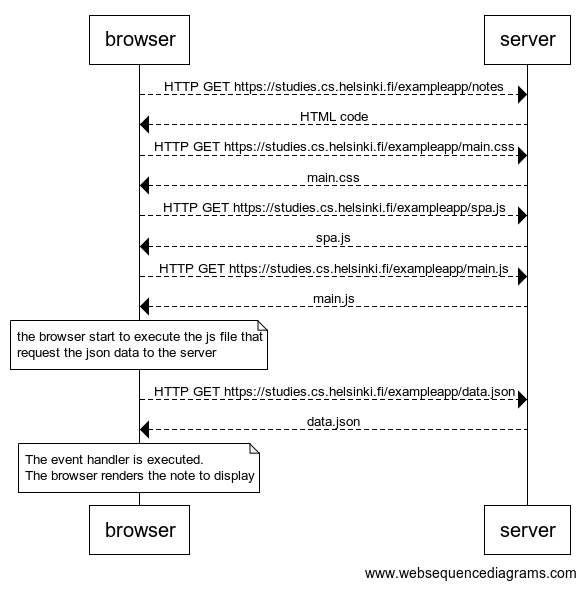 browser
server
HTTP GET https://studies.cs.helsinki.fi/exampleapp/notes
HTML code
HTTP GET https://studies.cs.helsinki.fi/exampleapp/main.css
main.css
HTTP GET https://studies.cs.helsinki.fi/exampleapp/spa.js
spa.js
HTTP GET https://studies.cs.helsinki.fi/exampleapp/main.js
main.js
the browser start to execute the js file that
request the json data to the server
HTTP GET https://studies.cs.helsinki.fi/exampleapp/data.json
data.json
The event handler is executed.
The browser renders the note to display
browser
server
www.websequencediagrams.com